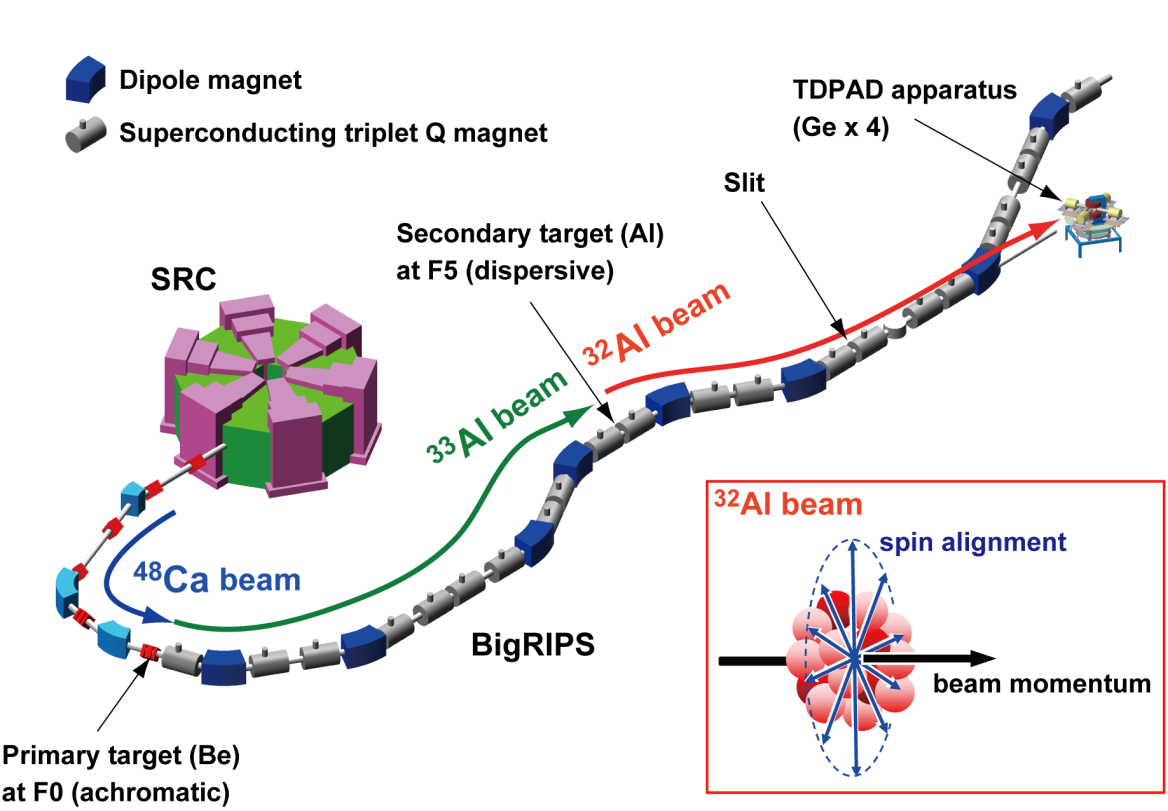 Dipole magnet
Superconducting triplet Q magnet
TDPAD apparatus
(Ge x 4)
Slit
Secondary target (Al)
at F5 (dispersive)
SRC
³²Al beam
³³Al beam
⁴⁸Ca beam
BigRIPS
Primary target (Be)
at F0 (achromatic)
³²Al beam
spin alignment
beam momentum